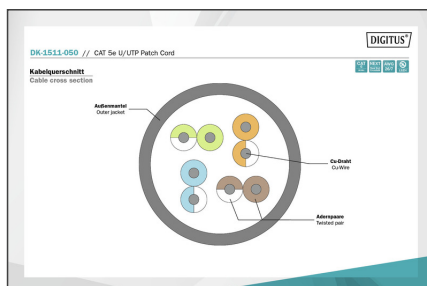 DIGITUS®
DK-1511-050 // CAT 5e U/UTP Patch Cord
Kabelquerschnitt
Cable cross section
Außenmantel
Outer jacket
Cu-Draht
Cu-Wire
Adernpaare
Twisted pair